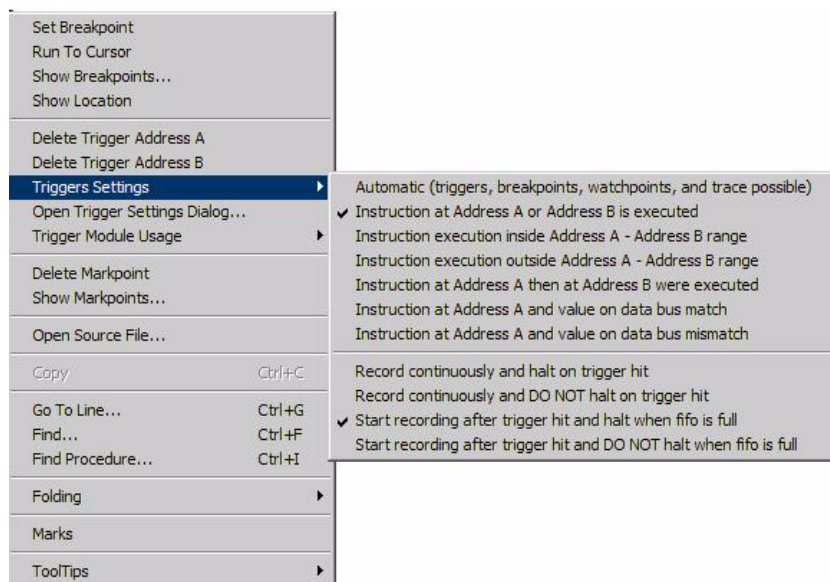 Set Breakpoint
Run To Cursor
Show Breakpoints...
Show Location
Delete Trigger Address A
Delete Trigger Address B
Triggers Settings
Open Trigger Settings Dialog...
Trigger Module Usage
Delete Markpoint
Show Markpoints...
Open Source File...
Copy Ctrl+C
Go To Line... Ctrl+G
Find... Ctrl+F
Find Procedure... Ctrl+I
Folding
Marks
ToolTips
Automatic (triggers, breakpoints, watchpoints, and trace possible)
Instruction at Address A or Address B is executed
Instruction execution inside Address A - Address B range
Instruction execution outside Address A - Address B range
Instruction at Address A then at Address B were executed
Instruction at Address A and value on data bus match
Instruction at Address A and value on data bus mismatch
Record continuously and halt on trigger hit
Record continuously and DO NOT halt on trigger hit
Start recording after trigger hit and halt when fifo is full
Start recording after trigger hit and DO NOT halt when fifo is full